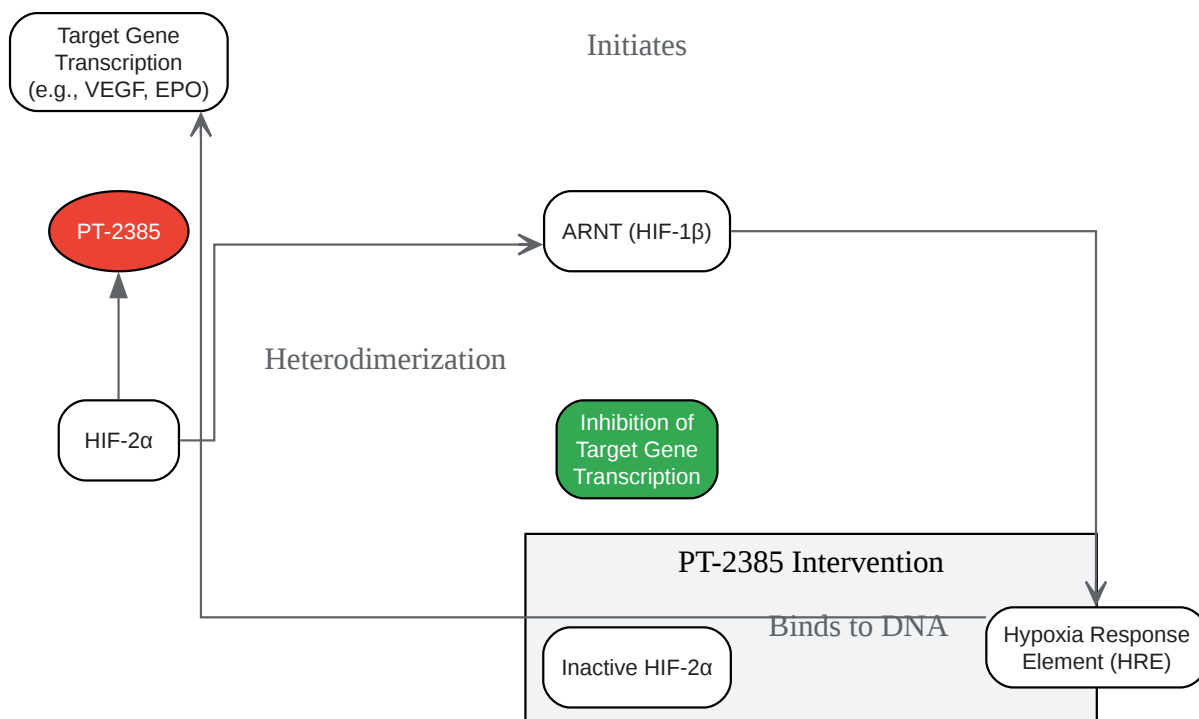 Target Gene
Transcription
(e.g., VEGF, EPO)
Initiates
PT-2385
ARNT (HIF-1β)
Heterodimerization
HIF-2α
Inhibition of
Target Gene
Transcription
PT-2385 Intervention
Binds to DNA
Inactive HIF-2α
Hypoxia Response
Element (HRE)